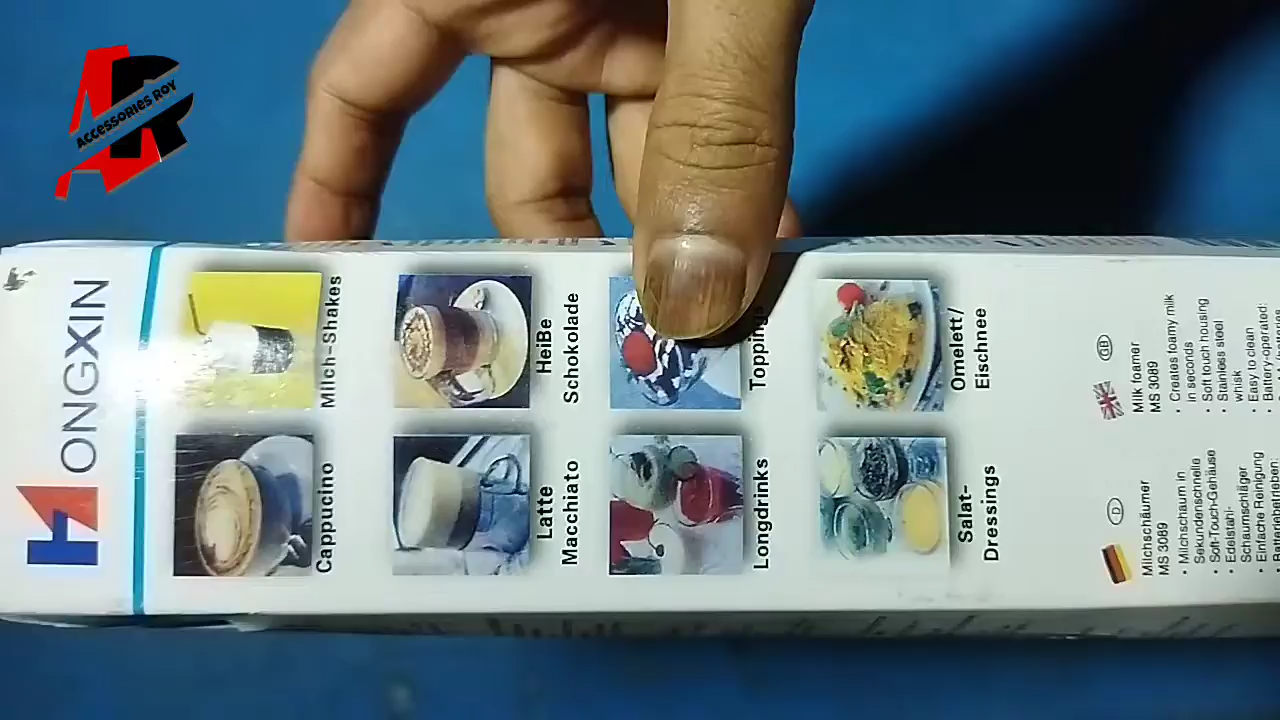 ACCESSORIES ROY
HONGXIN
Cappucino
Milch-Shakes
Latte
Macchiato
Heiße
Schokolade
Longdrinks
Toppings
Salat-
Dressings
Omelett/
Eischnee
D
Milchschäumer
MS 3089
• Milchschaum in
Sekundenschnelle
• Soft-Touch-Gehäuse
• Edelstahl-
Schaumschläger
• Einfache Reinigung
GB
Milk foamer
MS 3089
• Creates foamy milk
in seconds
• Soft touch housing
• Stainless steel
whisk
• Easy to clean
• Battery-operated: